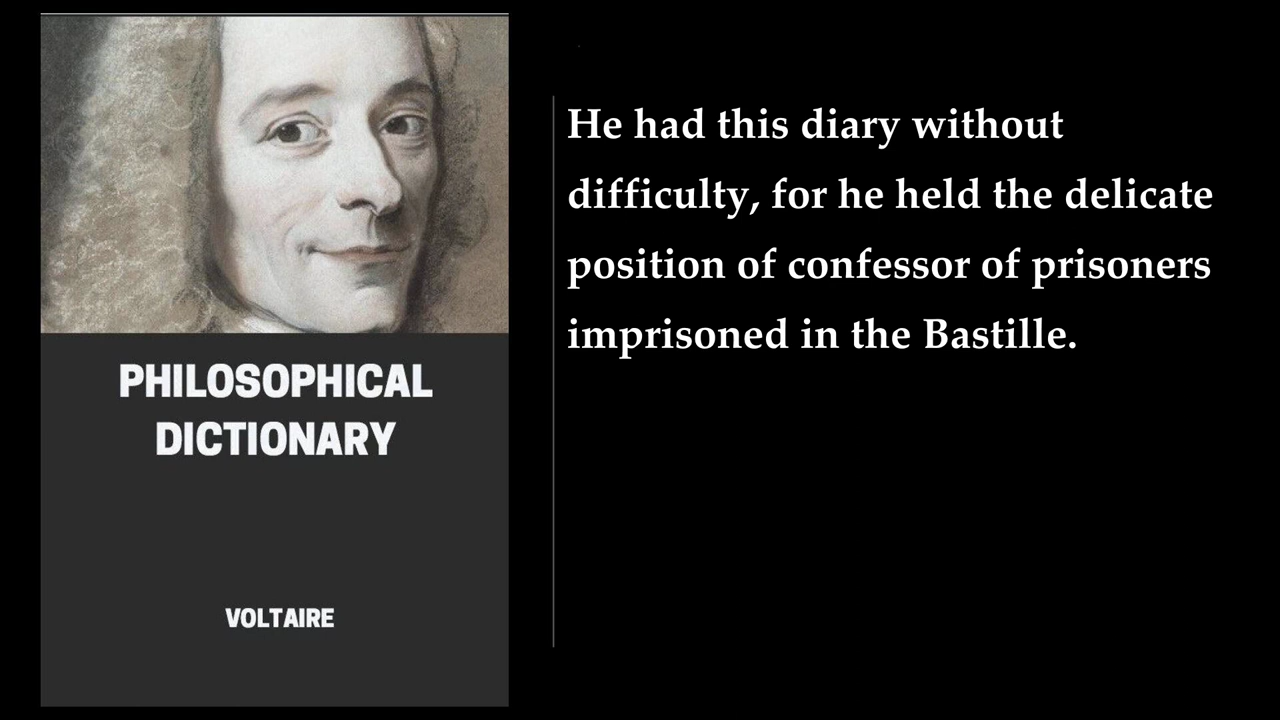 PHILOSOPHICAL
DICTIONARY
VOLTAIRE
He had this diary without
difficulty, for he held the delicate
position of confessor of prisoners
imprisoned in the Bastille.